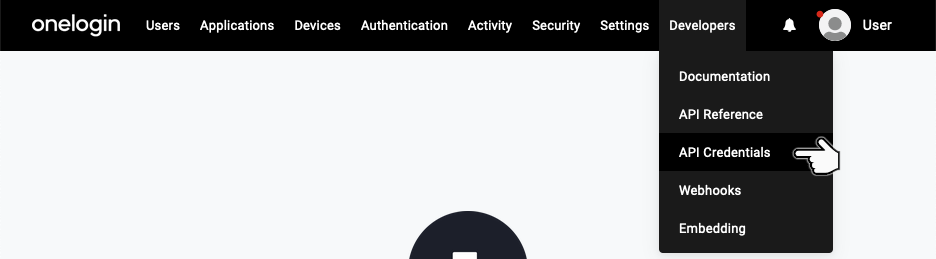 onelogin Users Applications Devices Authentication Activity Security Settings Developers User
Documentation
API Reference
API Credentials
Webhooks
Embedding